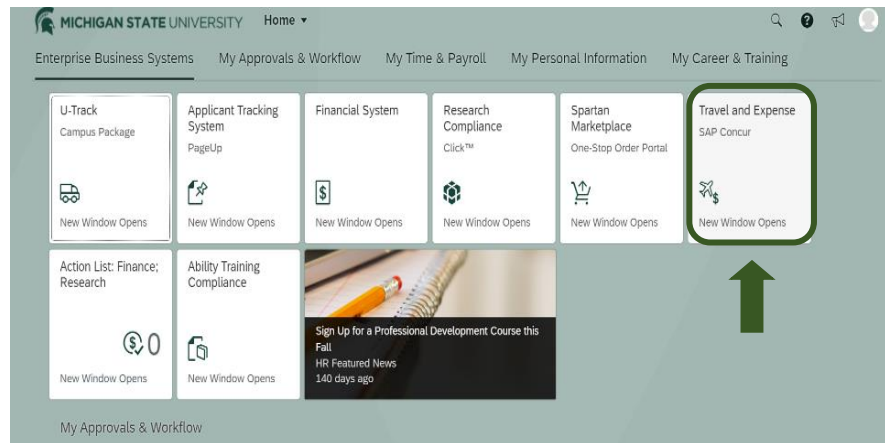 MICHIGAN STATE UNIVERSITY Home
Enterprise Business Systems My Approvals & Workflow My Time & Payroll My Personal Information My Career & Training
U-Track
Campus Package
New Window Opens
Applicant Tracking
System
PageUp
New Window Opens
Financial System
$
New Window Opens
Research
Compliance
Click™
New Window Opens
Spartan
Marketplace
One-Stop Order Portal
New Window Opens
Travel and Expense
SAP Concur
$
New Window Opens
Action List: Finance;
Research
$ 0
New Window Opens
Ability Training
Compliance
New Window Opens
Sign Up for a Professional Development Course this
Fall
HR Featured News
140 days ago
My Approvals & Workflow